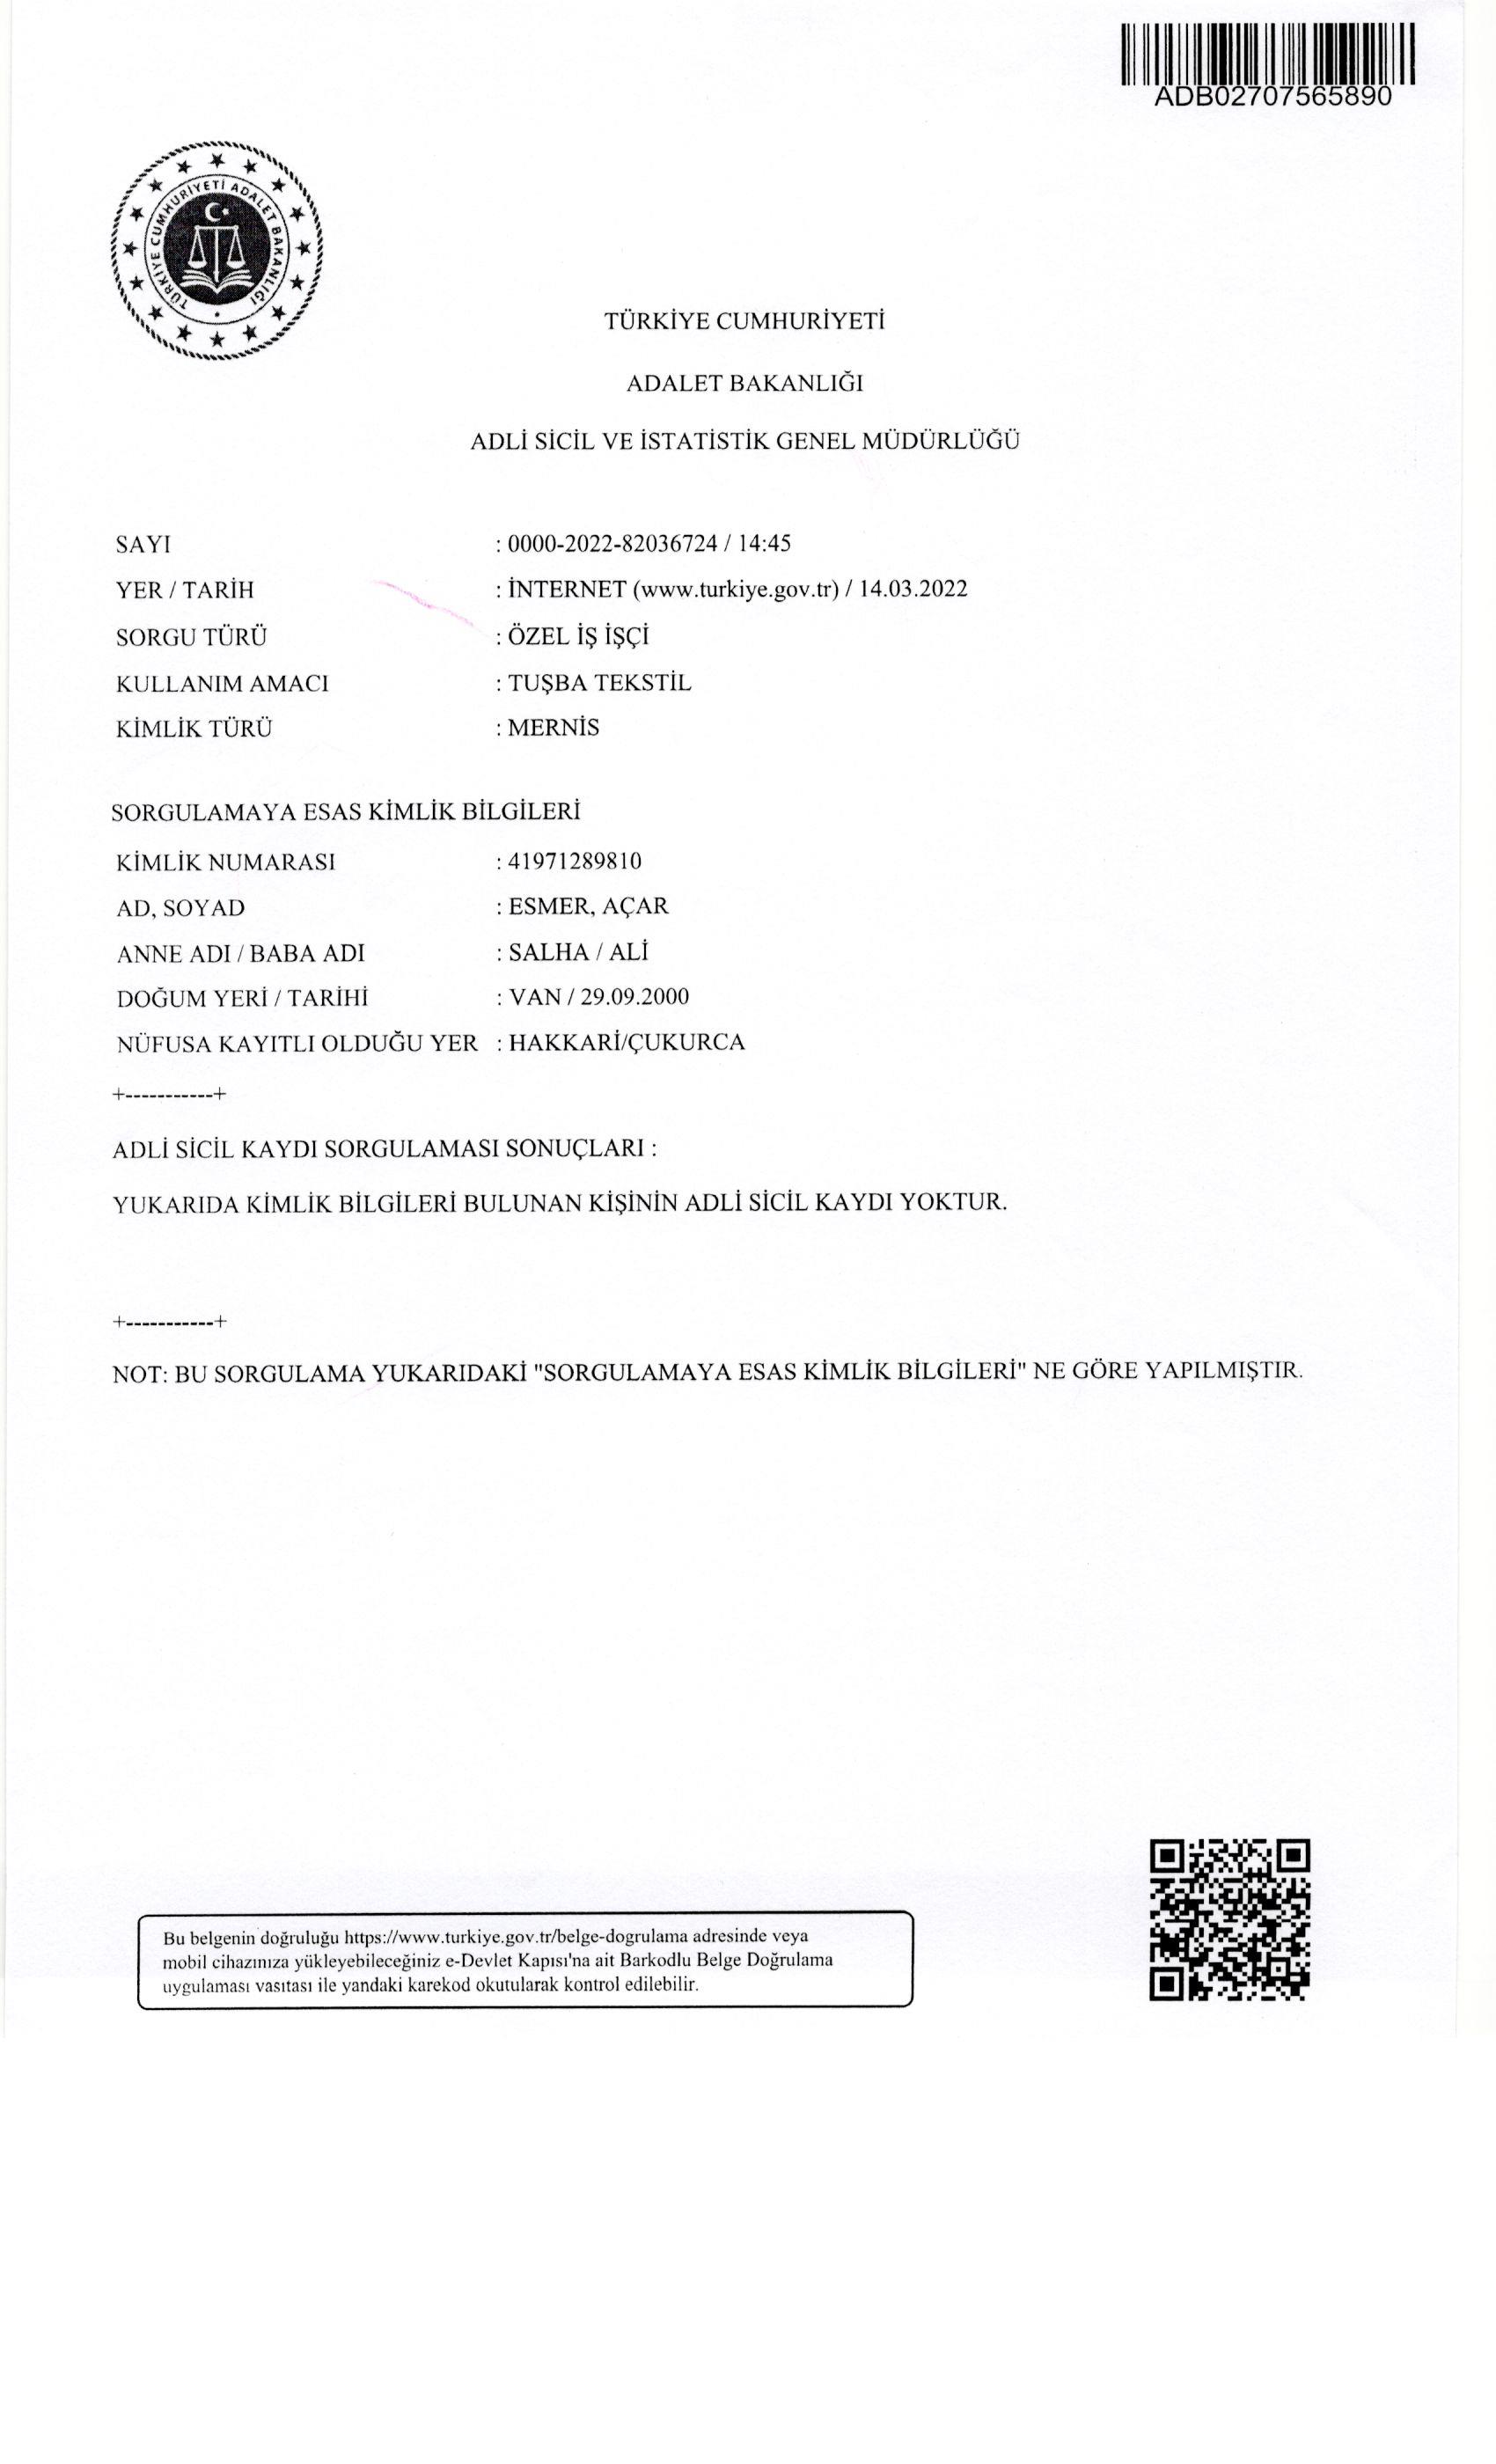 ADB02707565890
TÜRKİYE CUMHURİYETİ ADALET BAKANLIĞI
TÜRKİYE CUMHURİYETİ
ADALET BAKANLIĞI
ADLİ SİCİL VE İSTATİSTİK GENEL MÜDÜRLÜĞÜ
SAYI : 0000-2022-82036724 / 14:45
YER / TARİH : İNTERNET (www.turkiye.gov.tr) / 14.03.2022
SORGU TÜRÜ : ÖZEL İŞ İŞÇİ
KULLANIM AMACI : TUŞBA TEKSTİL
KİMLİK TÜRÜ : MERNİS
SORGULAMAYA ESAS KİMLİK BİLGİLERİ
KİMLİK NUMARASI : 41971289810
AD, SOYAD : ESMER, AÇAR
ANNE ADI / BABA ADI : SALHA / ALİ
DOĞUM YERİ / TARİHİ : VAN / 29.09.2000
NÜFUSA KAYITLI OLDUĞU YER : HAKKARİ/ÇUKURCA
+-----------+
ADLİ SİCİL KAYDI SORGULAMASI SONUÇLARI :
YUKARIDA KİMLİK BİLGİLERİ BULUNAN KİŞİNİN ADLİ SİCİL KAYDI YOKTUR.
+-----------+
NOT: BU SORGULAMA YUKARIDAKİ "SORGULAMAYA ESAS KİMLİK BİLGİLERİ" NE GÖRE YAPILMIŞTIR.
Bu belgenin doğruluğu https://www.turkiye.gov.tr/belge-dogrulama adresinde veya
mobil cihazınıza yükleyebileceğiniz e-Devlet Kapısı'na ait Barkodlu Belge Doğrulama
uygulaması vasıtası ile yandaki karekod okutularak kontrol edilebilir.